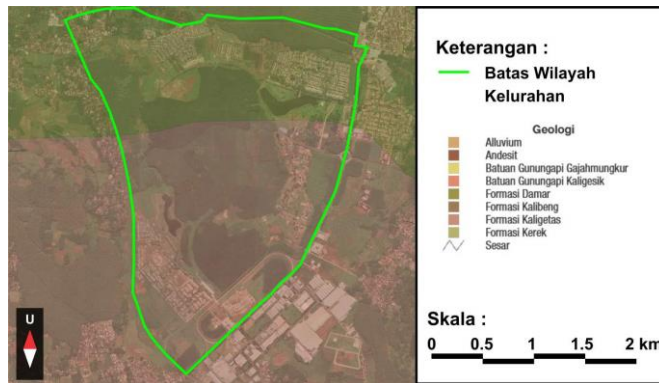 U
Keterangan :
Batas Wilayah
Kelurahan
Geologi
Alluvium
Andesit
Batuan Gunungapi Gajahmungkur
Batuan Gunungapi Kaligesik
Formasi Damar
Formasi Kalibeng
Formasi Kaligetas
Formasi Kerek
Sesar
Skala :
0 0.5 1 1.5 2 km